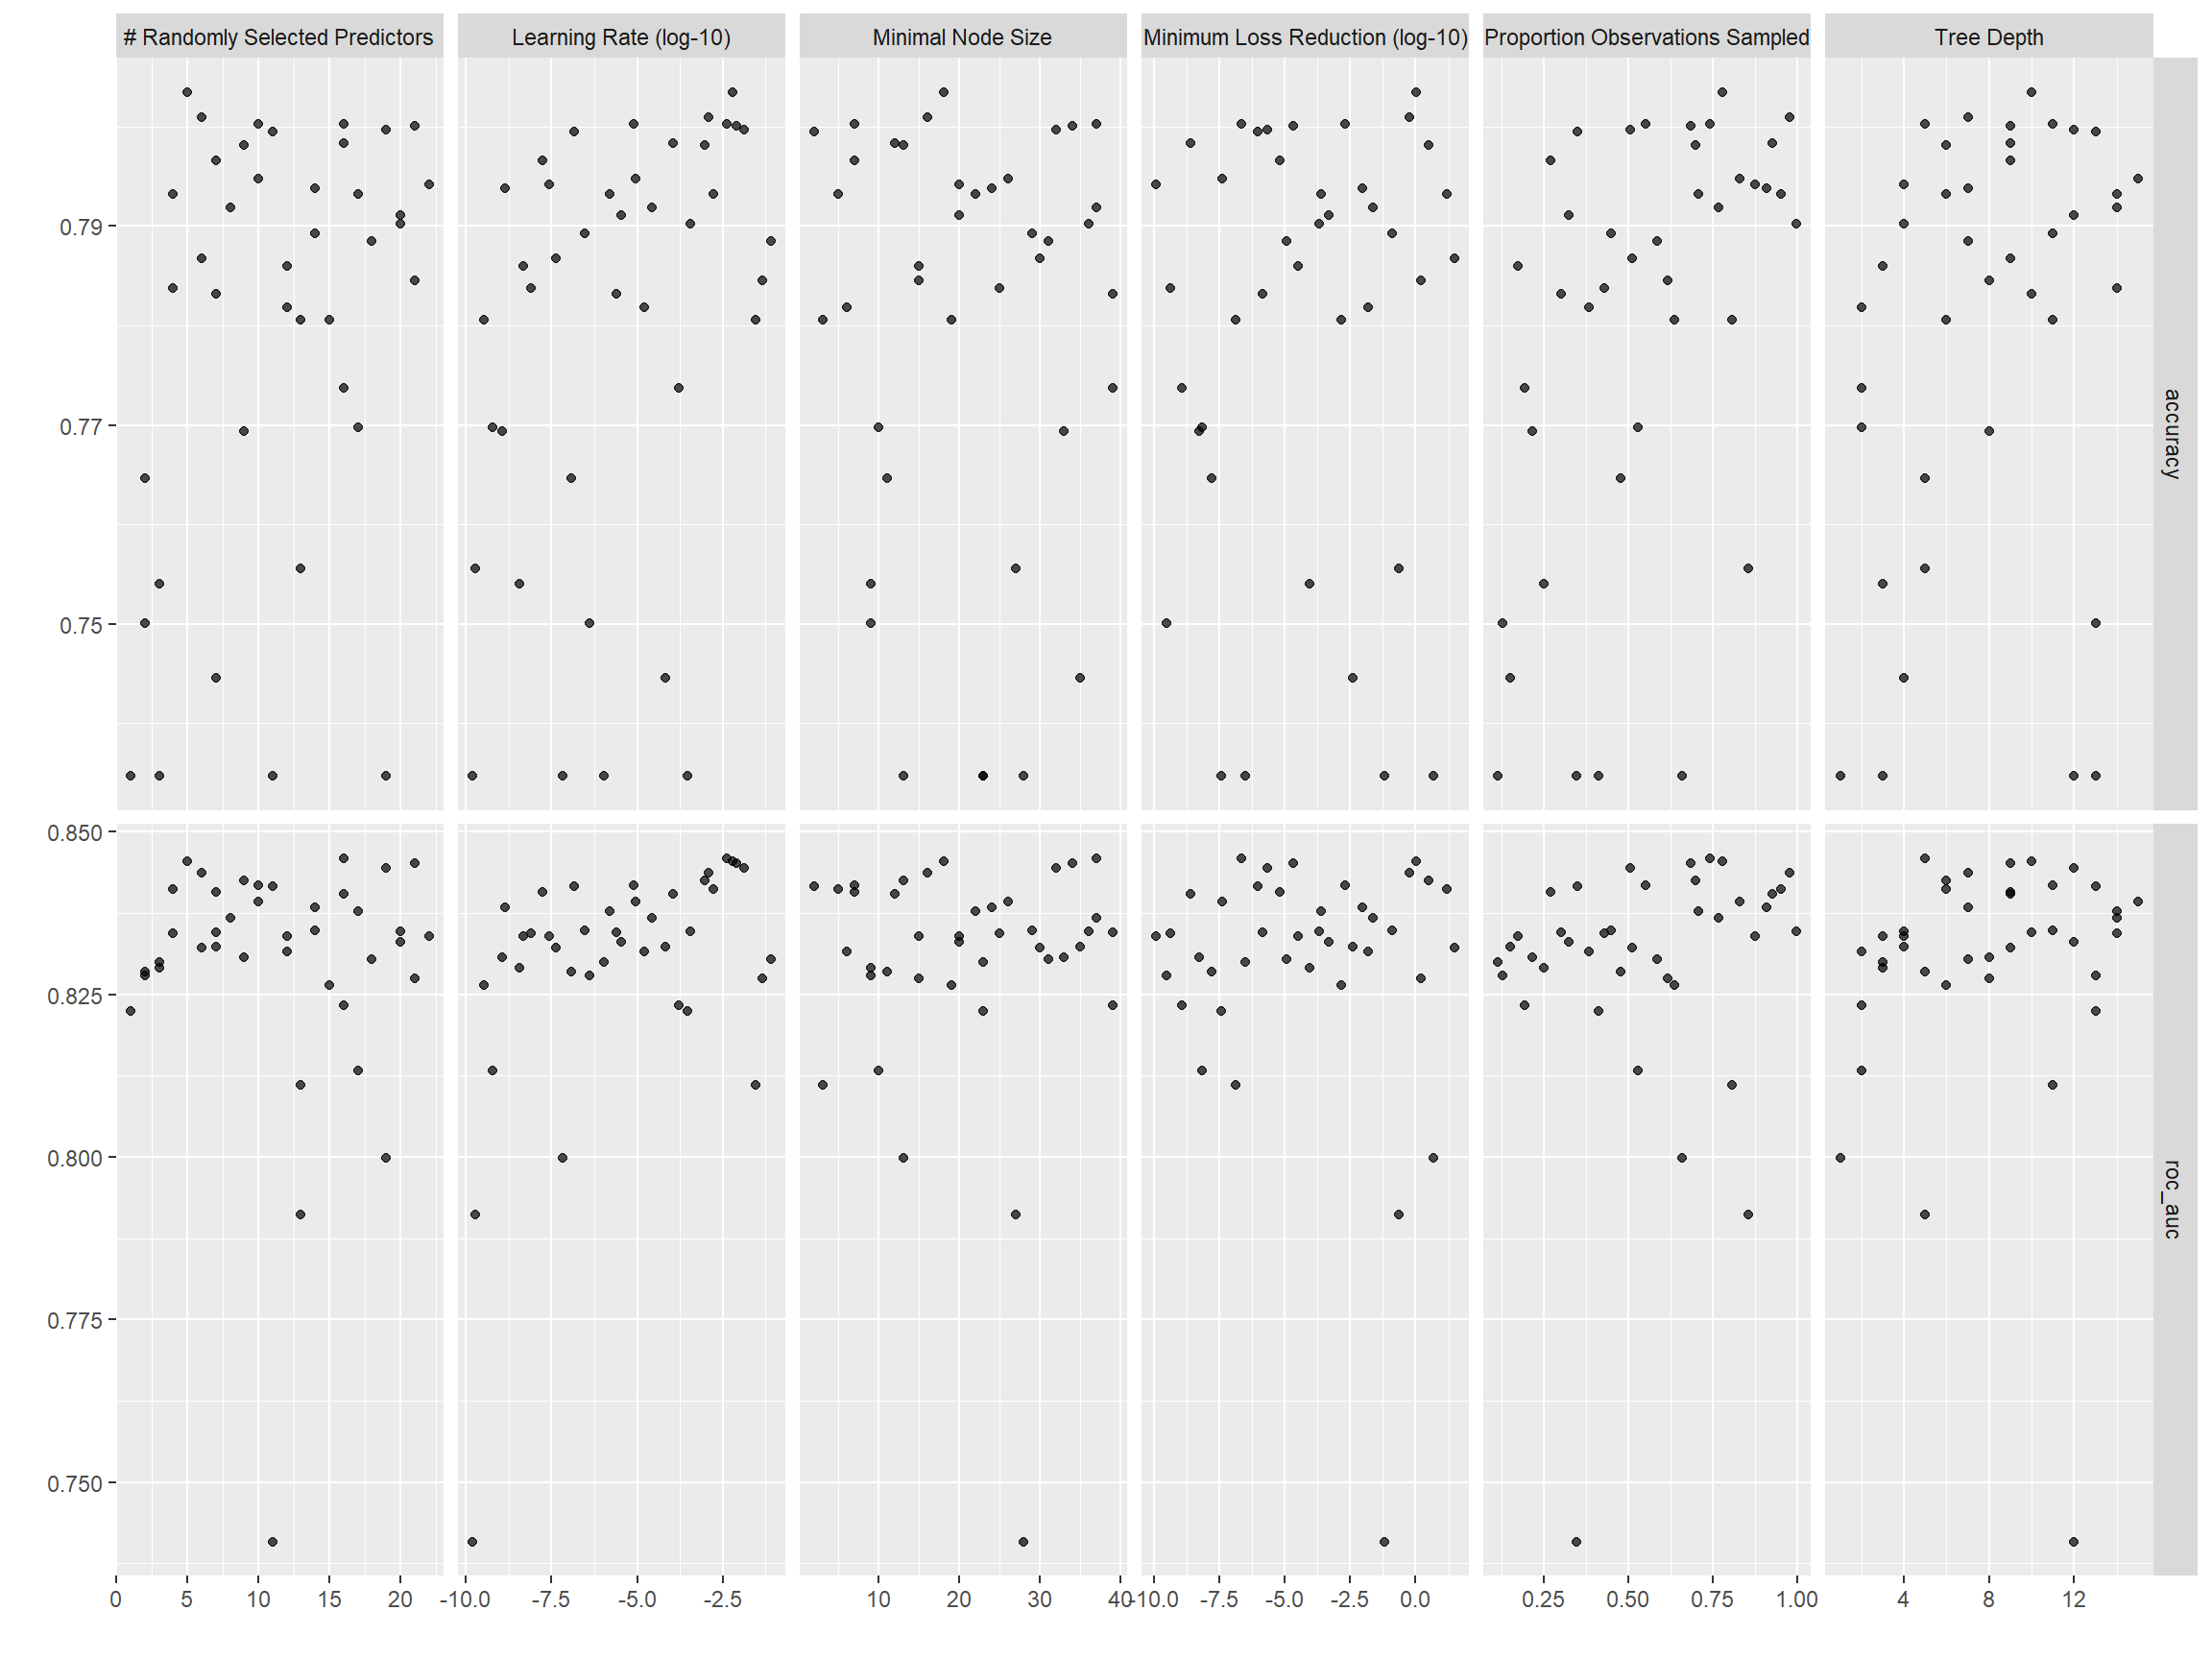 # Randomly Selected Predictors Learning Rate (log-10) Minimal Node Size Minimum Loss Reduction (log-10) Proportion Observations Sampled Tree Depth
0.79
0.77
0.75
accuracy
0.850
0.825
0.800
0.775
0.750
roc_auc
0 5 10 15 20 -10.0 -7.5 -5.0 -2.5 10 20 30 40 -10.0 -7.5 -5.0 -2.5 0.0 0.25 0.50 0.75 1.00 4 8 12